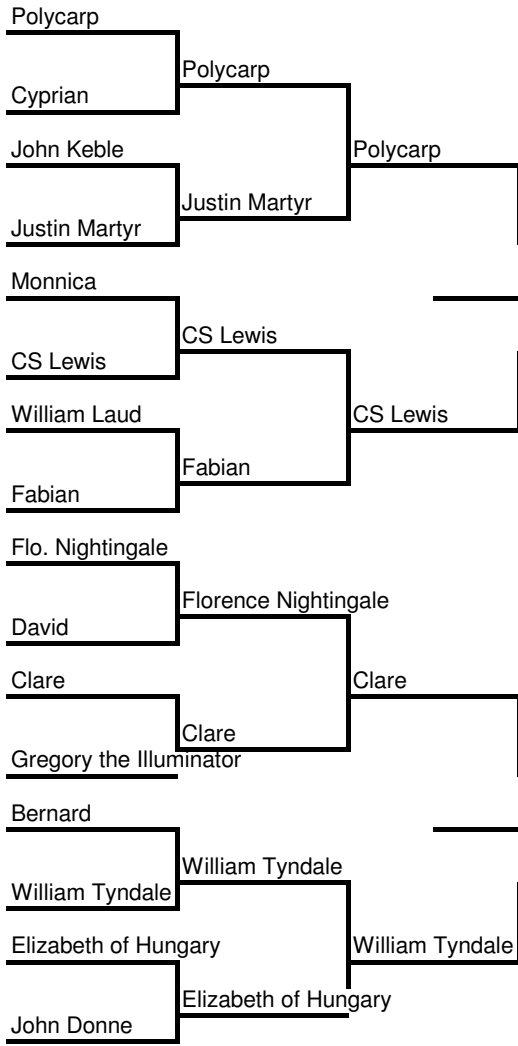 Polycarp
Polycarp
Cyprian
John Keble
Polycarp
Justin Martyr
Justin Martyr
Monnica
CS Lewis
CS Lewis
William Laud
CS Lewis
Fabian
Fabian
Flo. Nightingale
Florence Nightingale
David
Clare
Clare
Clare
Gregory the Illuminator
Bernard
William Tyndale
William Tyndale
Elizabeth of Hungary
William Tyndale
Elizabeth of Hungary
John Donne